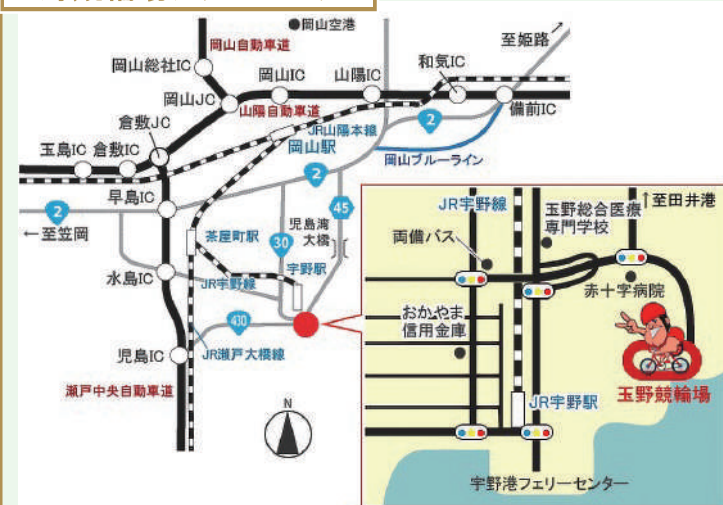 岡山空港
至姫路
岡山自動車道
和気IC
岡山総社IC
岡山IC
山陽IC
岡山JC
山陽自動車道
備前IC
倉敷JC
JR山陽本線
2
岡山駅
玉島IC
倉敷IC
岡山ブルーライン
2
早島IC
2
45
←至笠岡
茶屋町駅
30
児島湾
大橋
水島IC
JR宇野線
宇野駅
430
児島IC
JR瀬戸大橋線
瀬戸中央自動車道
N
JR宇野線
玉野総合医療
専門学校
↑至田井港
両備バス
赤十字病院
おかやま
信用金庫
玉野競輪場
JR宇野駅
宇野港フェリーセンター